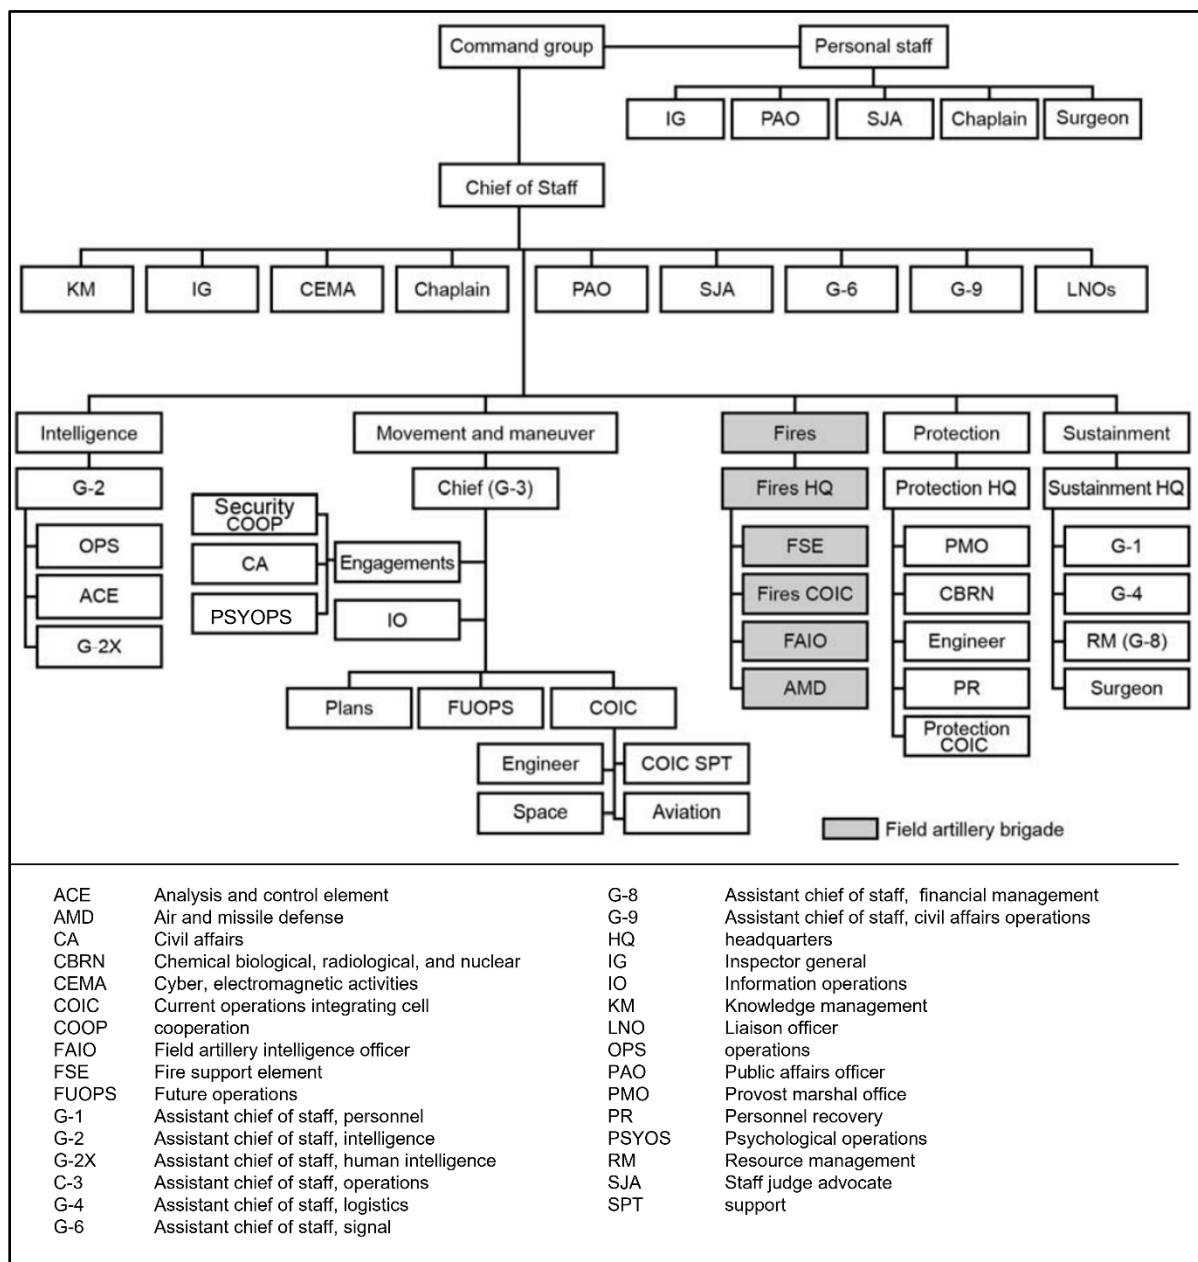 Command group
Personal staff
IG
PAO
SJA
Chaplain
Surgeon
Chief of Staff
KM
IG
CEMA
Chaplain
PAO
SJA
G-6
G-9
LNOs
Intelligence
Movement and maneuver
Fires
Protection
Sustainment
G-2
Chief (G-3)
Fires HQ
Protection HQ
Sustainment HQ
OPS
ACE
G-2X
Security
COOP
CA
PSYOPS
Engagements
IO
Plans
FUOPS
COIC
Engineer
COIC SPT
Space
Aviation
FSE
Fires COIC
FAIO
AMD
PMO
CBRN
Engineer
PR
Protection
COIC
G-1
G-4
RM (G-8)
Surgeon
Field artillery brigade
ACE Analysis and control element
AMD Air and missile defense
CA Civil affairs
CBRN Chemical biological, radiological, and nuclear
CEMA Cyber, electromagnetic activities
COIC Current operations integrating cell
COOP cooperation
FAIO Field artillery intelligence officer
FSE Fire support element
FUOPS Future operations
G-1 Assistant chief of staff, personnel
G-2 Assistant chief of staff, intelligence
G-2X Assistant chief of staff, human intelligence
C-3 Assistant chief of staff, operations
G-4 Assistant chief of staff, logistics
G-6 Assistant chief of staff, signal
G-8 Assistant chief of staff, financial management
G-9 Assistant chief of staff, civil affairs operations
HQ headquarters
IG Inspector general
IO Information operations
KM Knowledge management
LNO Liaison officer
OPS operations
PAO Public affairs officer
PMO Provost marshal office
PR Personnel recovery
PSYOS Psychological operations
RM Resource management
SJA Staff judge advocate
SPT support